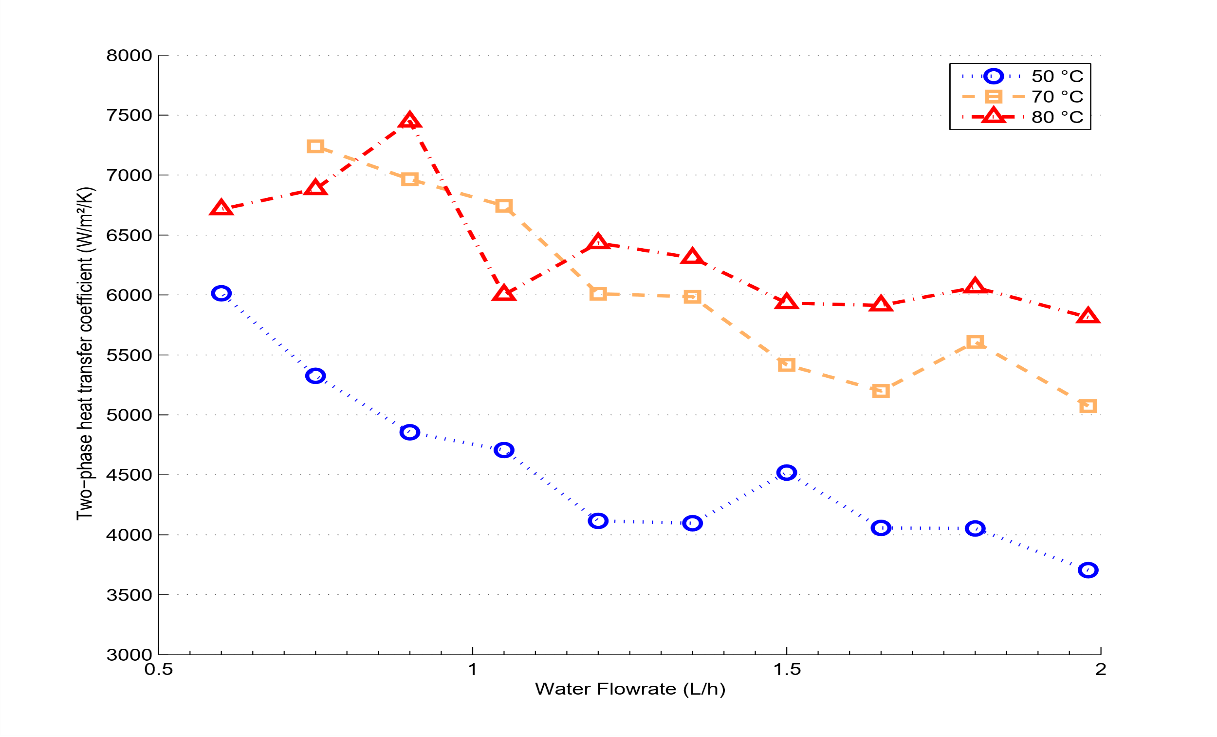 8000
7500
7000
6500
6000
5500
5000
4500
4000
3500
3000
Two-phase heat transfer coefficient (W/m²/K)
50 °C
70 °C
80 °C
0.5 1 1.5 2
Water Flowrate (L/h)